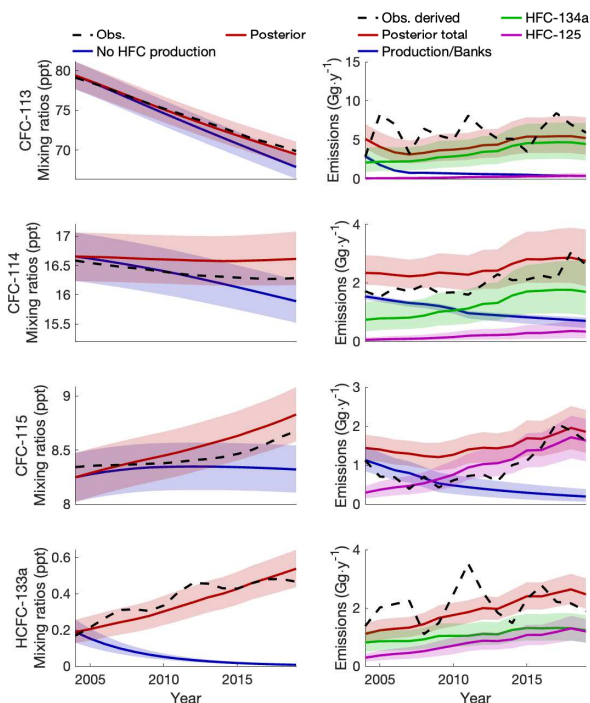 Obs. Posterior
No HFC production
Obs. derived HFC-134a
Posterior total HFC-125
Production/Banks
CFC-113
Mixing ratios (ppt)
80
75
70
Emissions (Gg·y⁻¹)
15
10
5
0
CFC-114
Mixing ratios (ppt)
17
16.5
16
15.5
Emissions (Gg·y⁻¹)
4
2
0
CFC-115
Mixing ratios (ppt)
9
8.5
8
Emissions (Gg·y⁻¹)
3
2
1
0
HCFC-133a
Mixing ratios (ppt)
0.6
0.4
0.2
0
2005 2010 2015
Year
Emissions (Gg·y⁻¹)
4
2
0
2005 2010 2015
Year